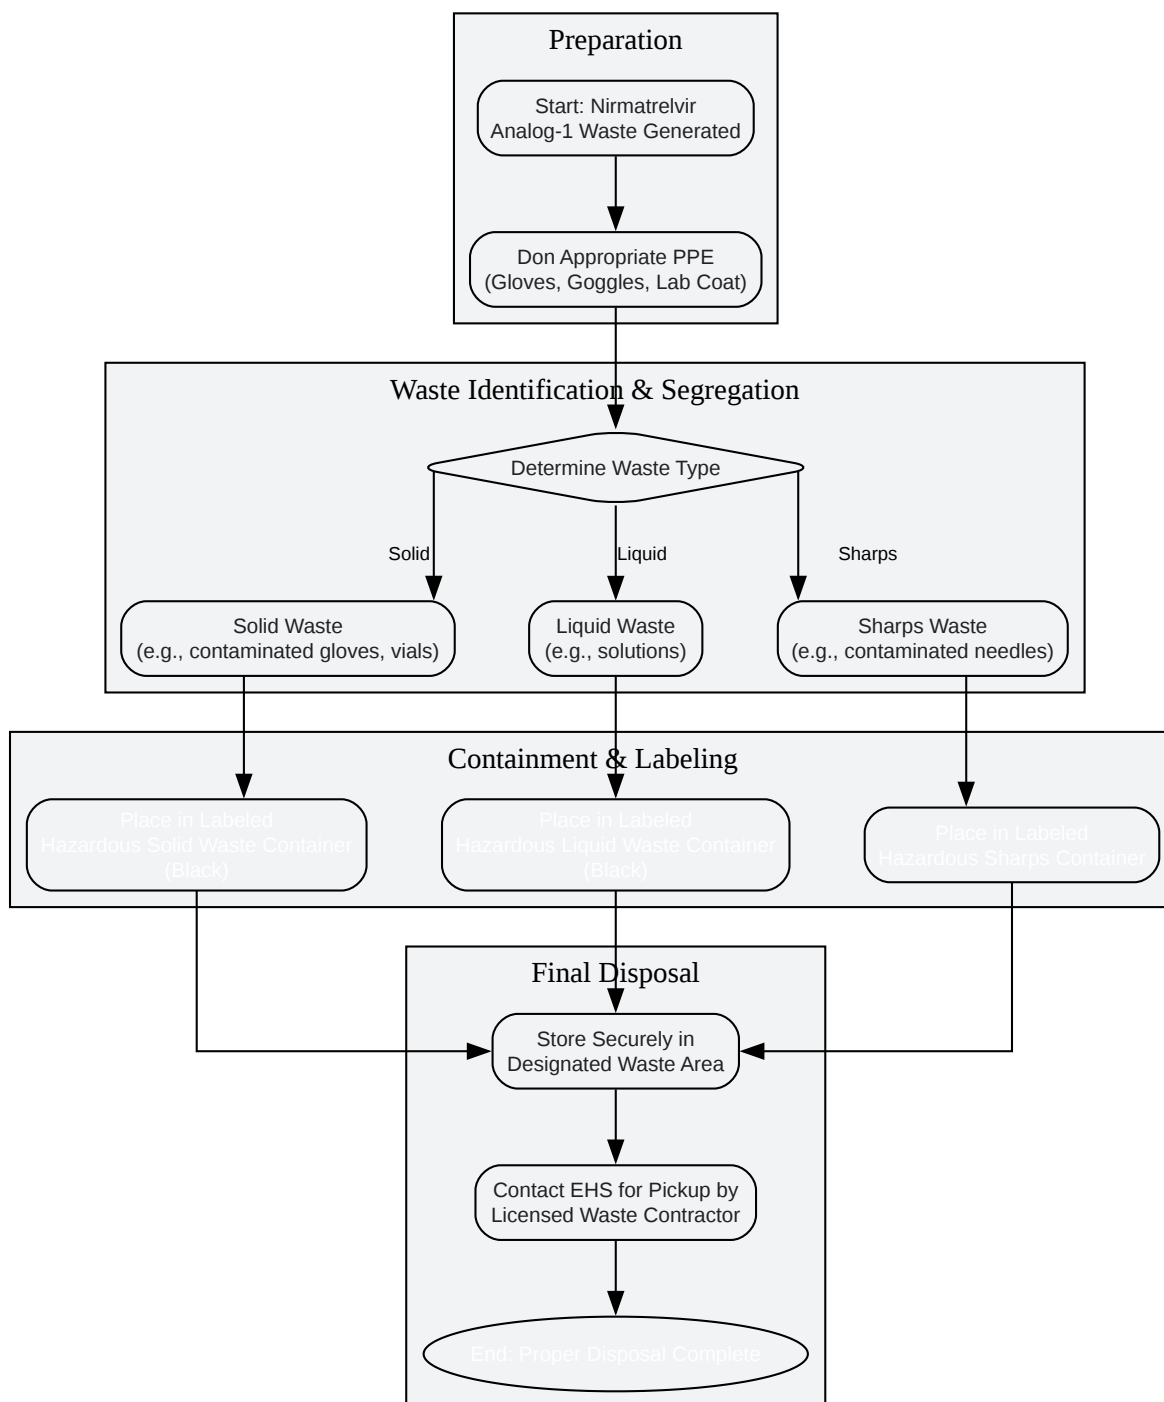 Preparation
Start: Nirmatrelvir
Analog-1 Waste Generated
Don Appropriate PPE
(Gloves, Goggles, Lab Coat)
Waste Identification & Segregation
Determine Waste Type
Solid
Liquid
Sharps
Solid Waste
(e.g., contaminated gloves, vials)
Liquid Waste
(e.g., solutions)
Sharps Waste
(e.g., contaminated needles)
Containment & Labeling
Place in Labeled
Hazardous Solid Waste Container
(Black)
Place in Labeled
Hazardous Liquid Waste Container
(Black)
Place in Labeled
Hazardous Sharps Container
Final Disposal
Store Securely in
Designated Waste Area
Contact EHS for Pickup by
Licensed Waste Contractor
End: Proper Disposal Complete